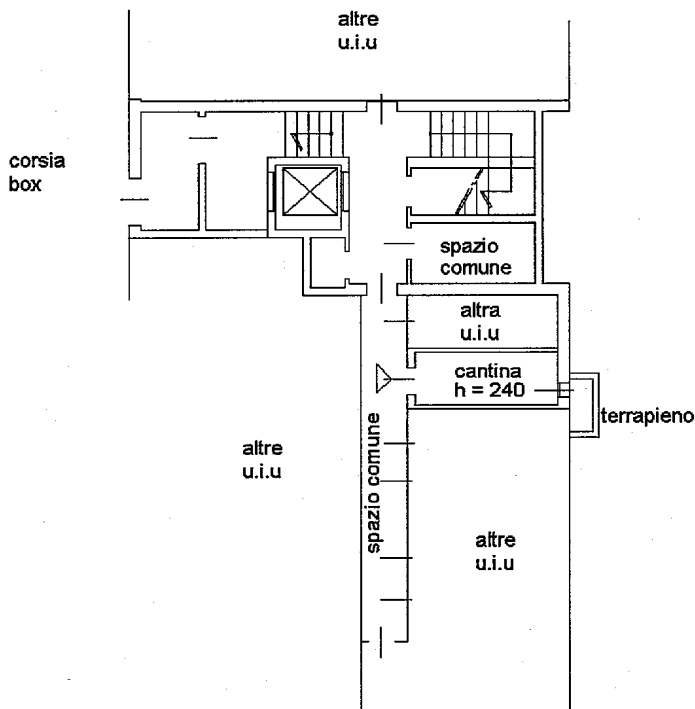 altre
u.i.u
corsia
box
spazio
comune
altra
u.i.u
cantina
h = 240
terrapieno
spazio comune
altre
u.i.u
altre
u.i.u